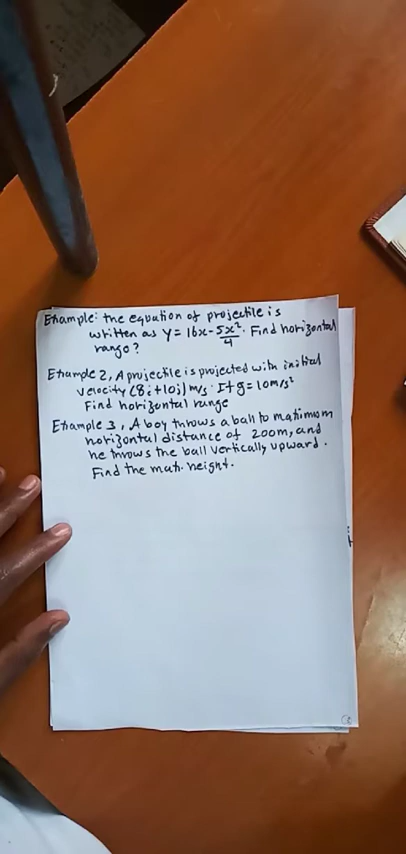 Example: the equation of projectile is
written as y = 16x - 5x²/4. Find horizontal
range?
Example 2, A projectile is projected with initial
velocity (8i + 10j) m/s. If g = 10m/s²
Find horizontal range
Example 3, A boy throws a ball to maximum
horizontal distance of 200m, and
he throws the ball vertically upward.
Find the max. height.